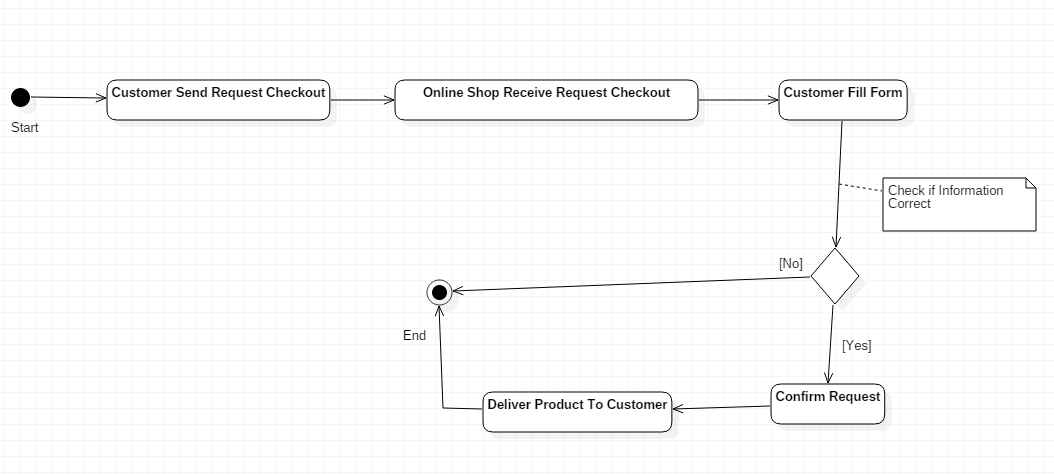 Customer Send Request Checkout
Online Shop Receive Request Checkout
Customer Fill Form
Start
Check if Information
Correct
[No]
End
[Yes]
Deliver Product To Customer
Confirm Request